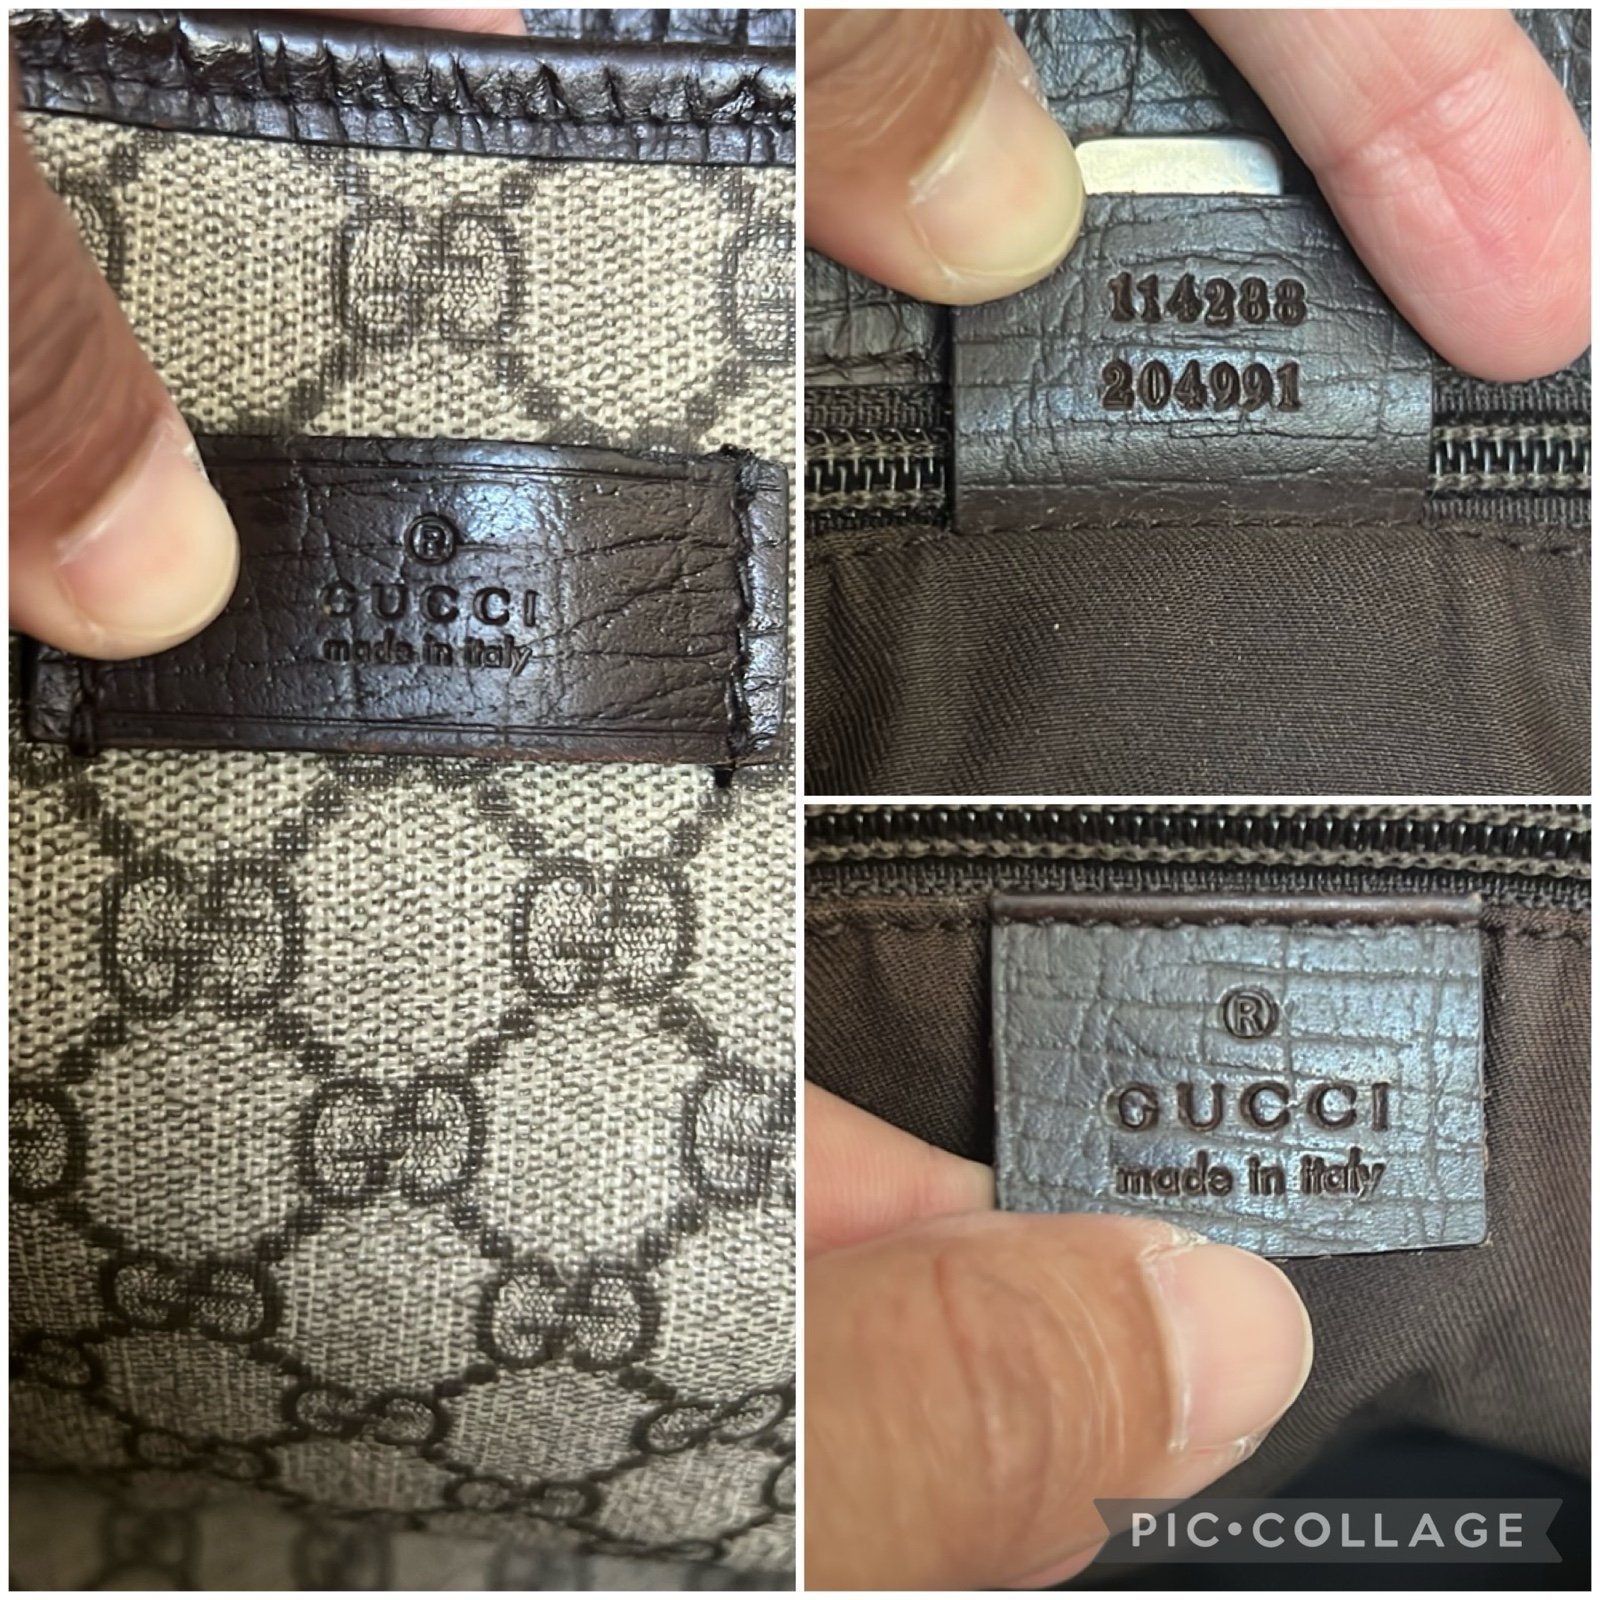 ®
GUCCI
made in italy
114288
204991
®
GUCCI
made in italy
PIC•COLLAGE